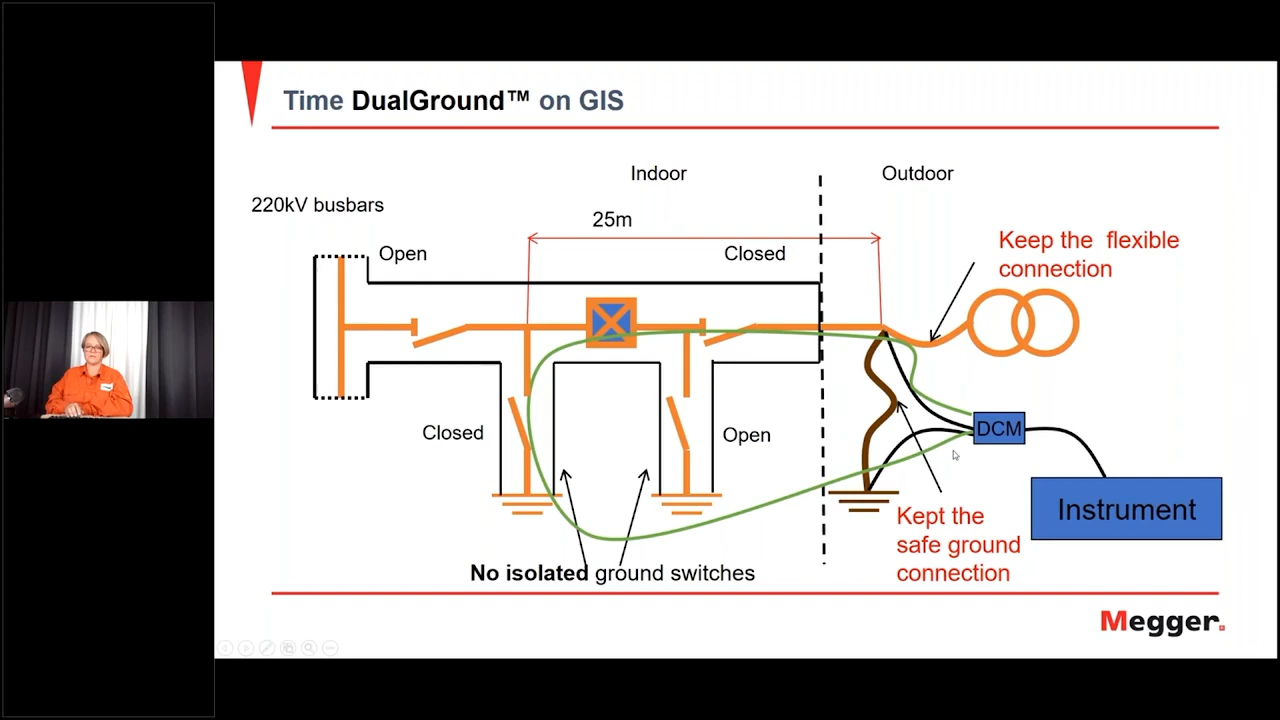 Time DualGround™ on GIS
Indoor
Outdoor
220kV busbars
25m
Open
Closed
Keep the flexible
connection
Closed
Open
DCM
Instrument
Kept the
safe ground
connection
No isolated ground switches
Megger.